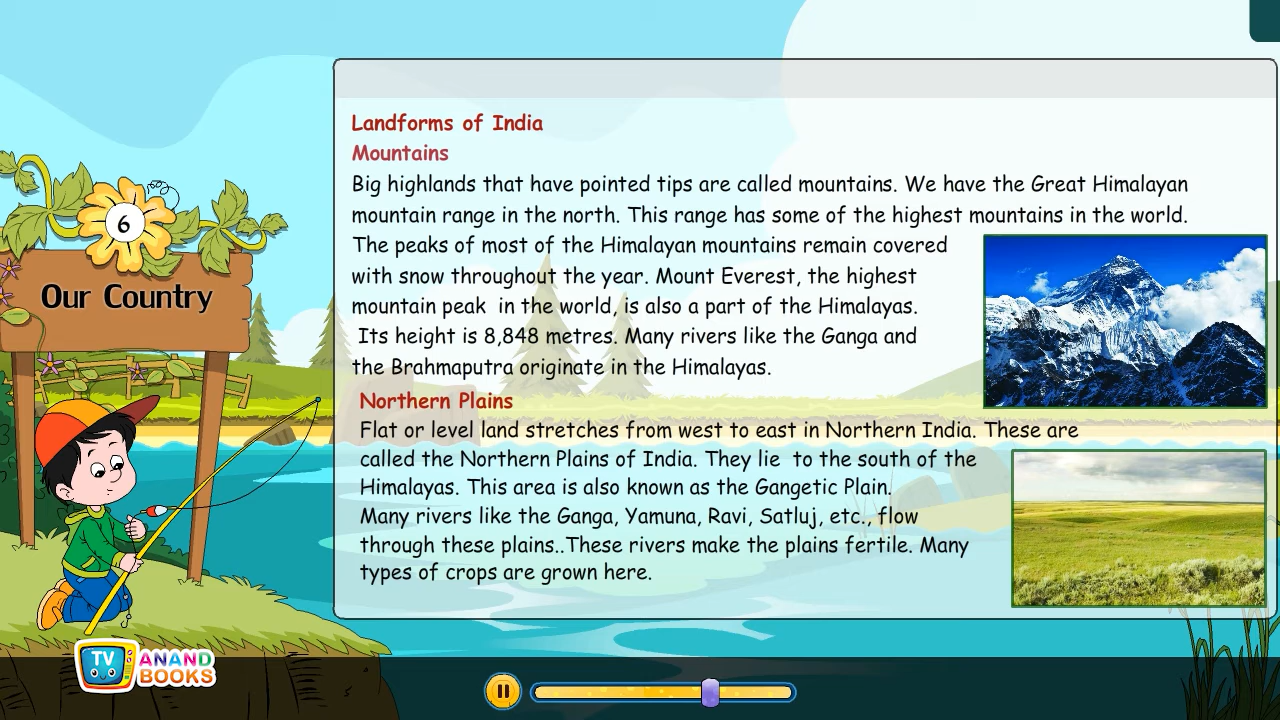 Landforms of India
Mountains
Big highlands that have pointed tips are called mountains. We have the Great Himalayan
mountain range in the north. This range has some of the highest mountains in the world.
The peaks of most of the Himalayan mountains remain covered
with snow throughout the year. Mount Everest, the highest
mountain peak  in the world, is also a part of the Himalayas.
Its height is 8,848 metres. Many rivers like the Ganga and
the Brahmaputra originate in the Himalayas.
Northern Plains
Flat or level land stretches from west to east in Northern India. These are
called the Northern Plains of India. They lie  to the south of the
Himalayas. This area is also known as the Gangetic Plain.
Many rivers like the Ganga, Yamuna, Ravi, Satluj, etc., flow
through these plains..These rivers make the plains fertile. Many
types of crops are grown here.
6
Our Country
TV
ANAND
BOOKS